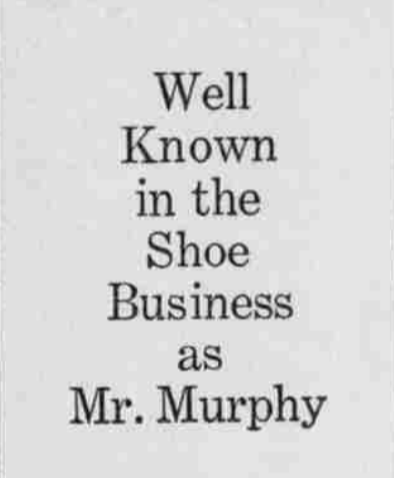 Well
Known
in the
Shoe
Business
as
Mr. Murphy